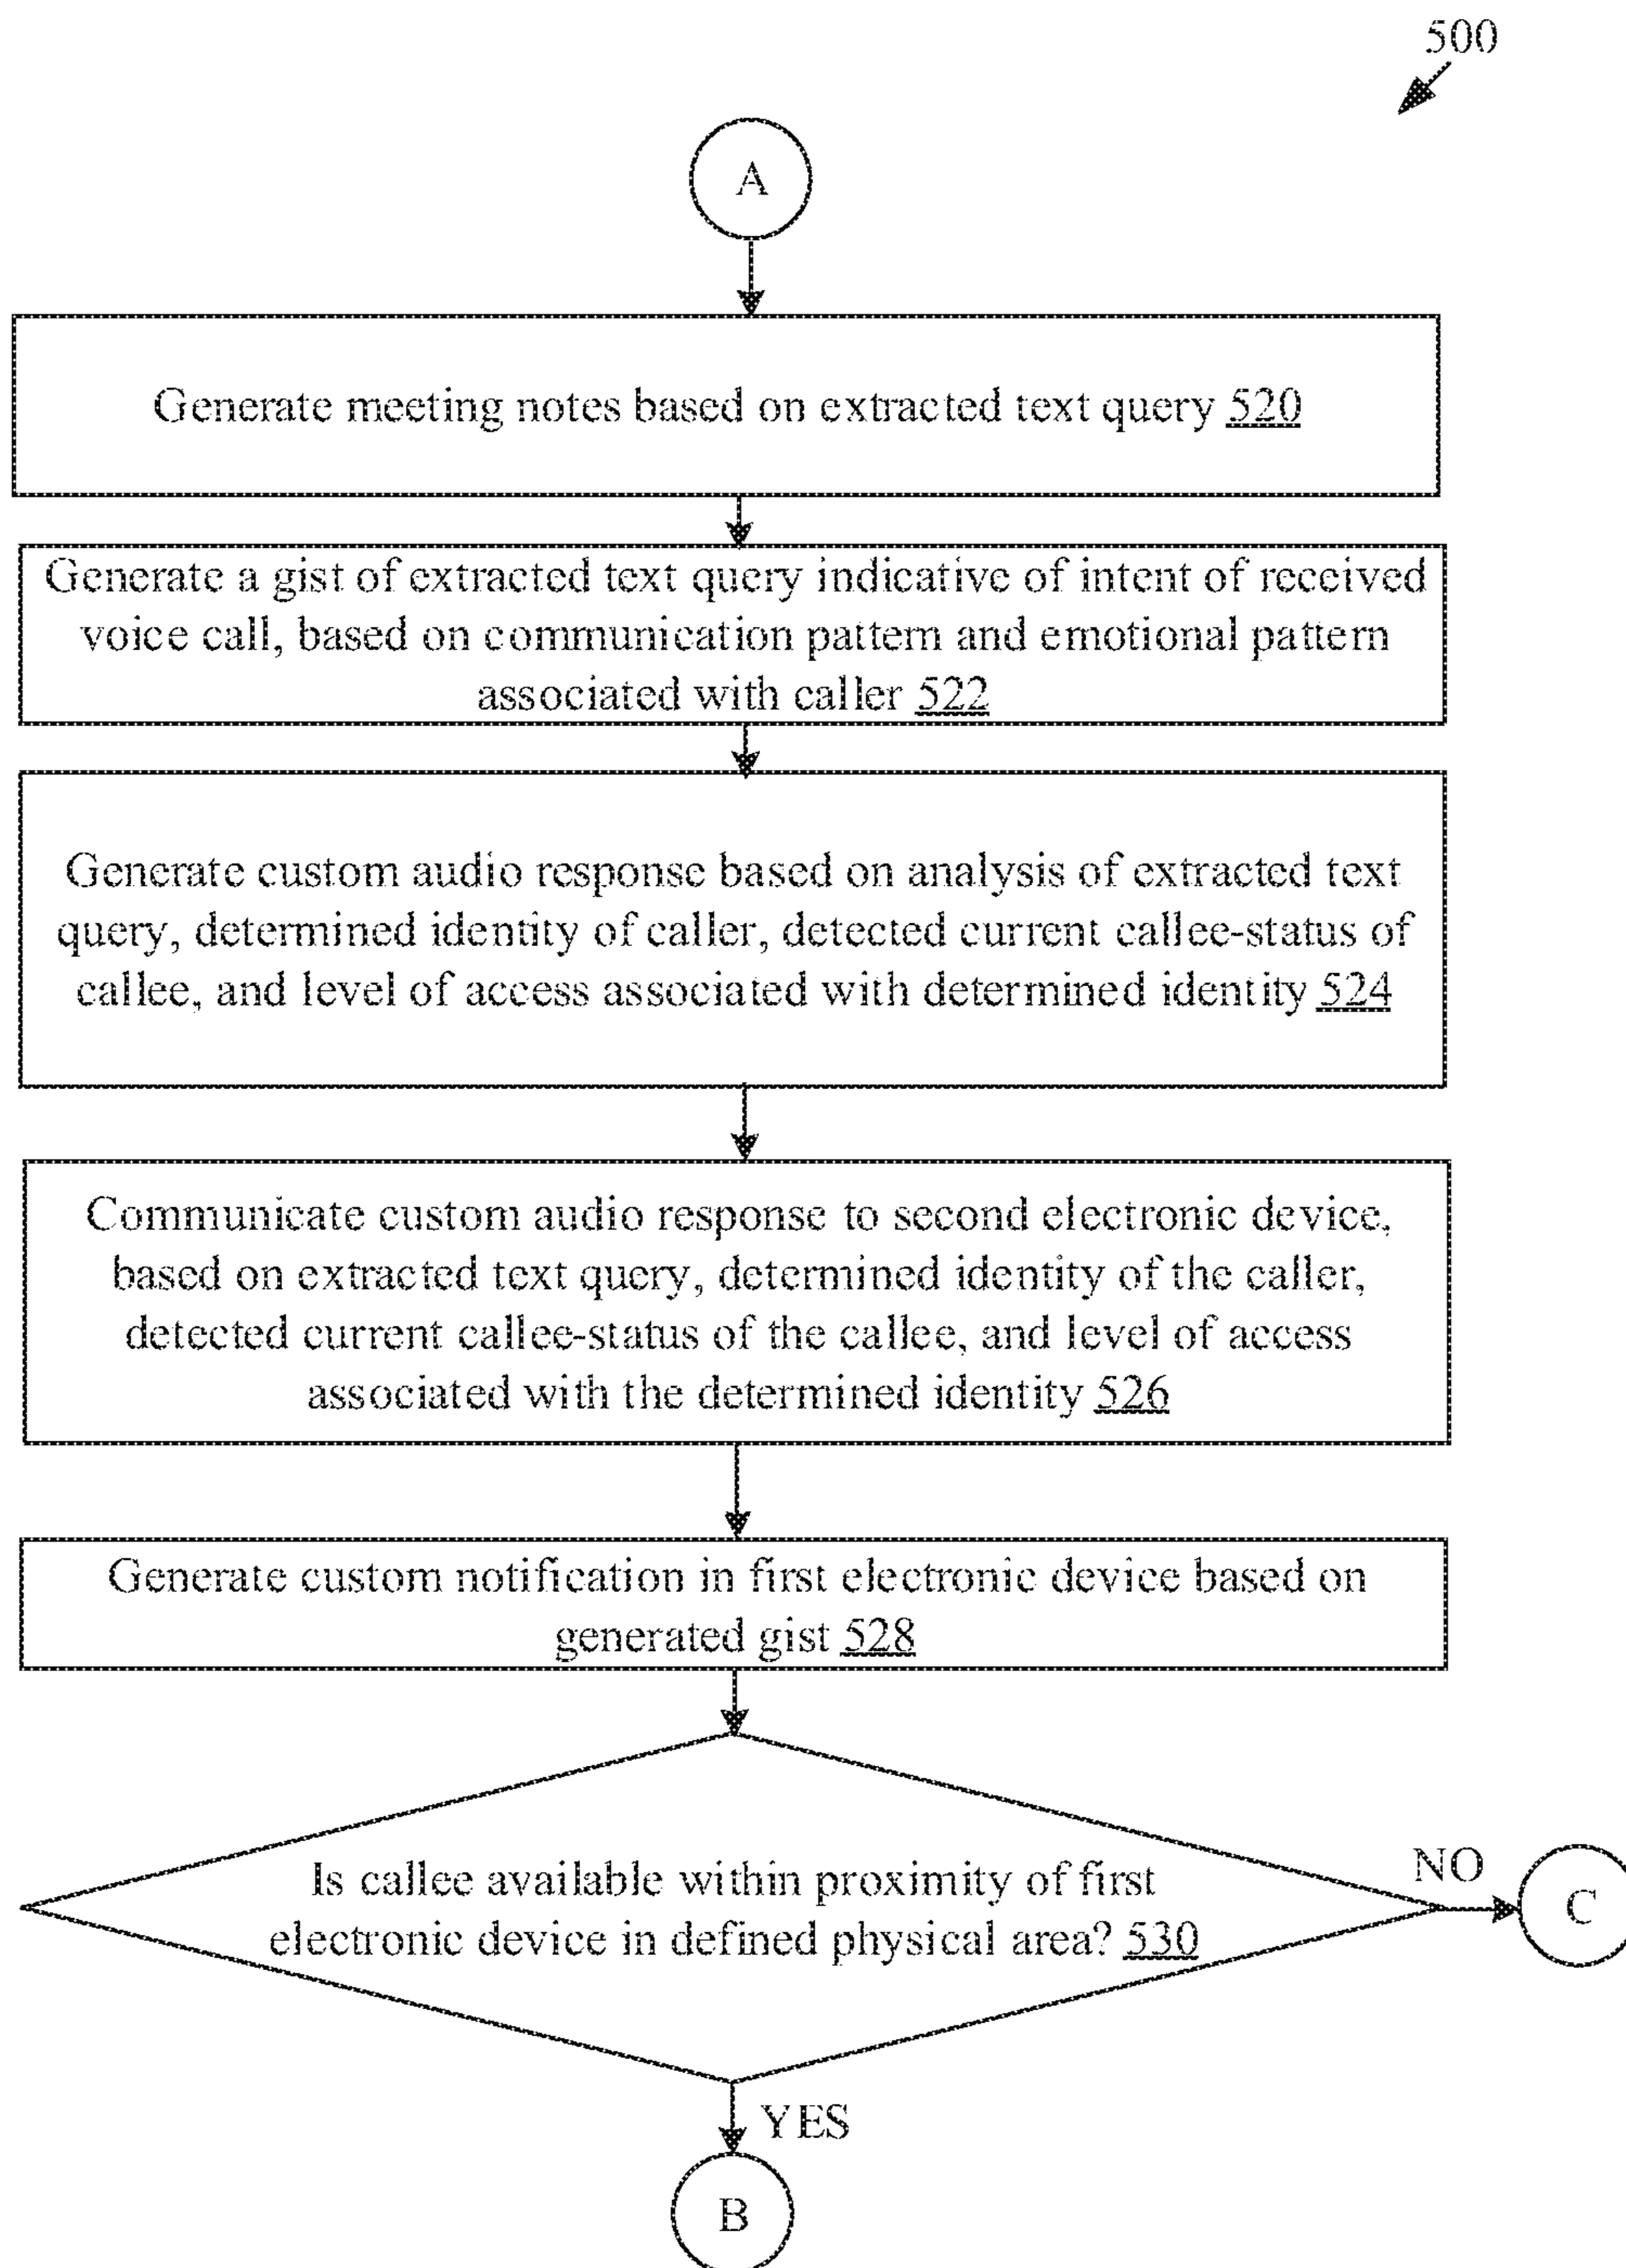 500
A
Generate meeting notes based on extracted text query 520
Generate a gist of extracted text query indicative of intent of received
voice call, based on communication pattern and emotional pattern
associated with caller 522
Generate custom audio response based on analysis of extracted text
query, determined identity of caller, detected current callee-status of
callee, and level of access associated with determined identity 524
Communicate custom audio response to second electronic device,
based on extracted text query, determined identity of the caller,
detected current callee-status of the callee, and level of access
associated with the determined identity 526
Generate custom notification in first electronic device based on
generated gist 528
Is callee available within proximity of first
electronic device in defined physical area? 530
NO
C
YES
B